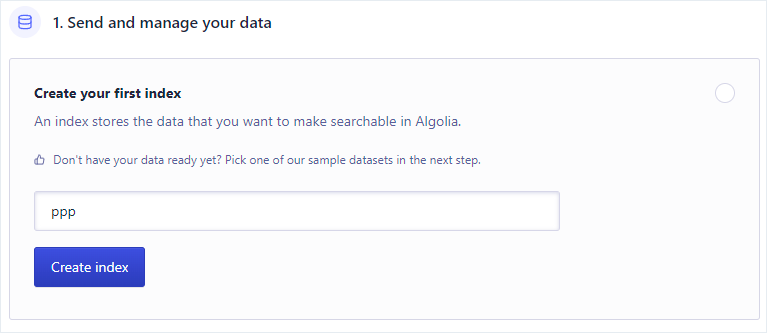 1. Send and manage your data
Create your first index
An index stores the data that you want to make searchable in Algolia.
Don't have your data ready yet? Pick one of our sample datasets in the next step.
ppp
Create index